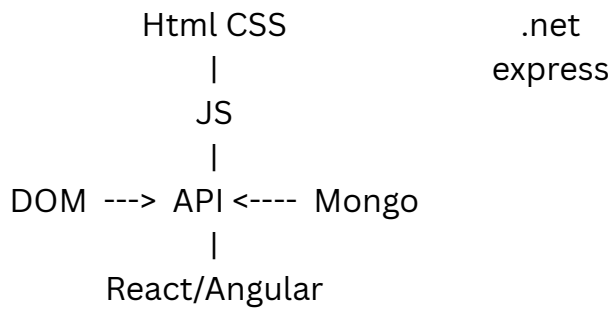 Html CSS
.net
express
|
JS
|
DOM ---> API <---- Mongo
|
React/Angular